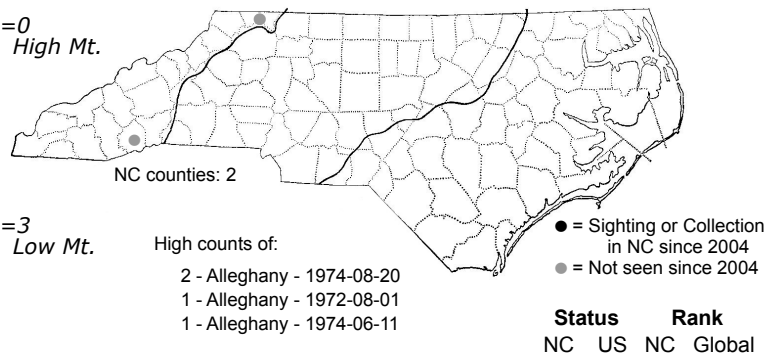 =0
High Mt.
NC counties: 2
=3
Low Mt.
High counts of:
2 - Alleghany - 1974-08-20
1 - Alleghany - 1972-08-01
1 - Alleghany - 1974-06-11
● = Sighting or Collection
in NC since 2004
● = Not seen since 2004
Status Rank
NC US NC Global